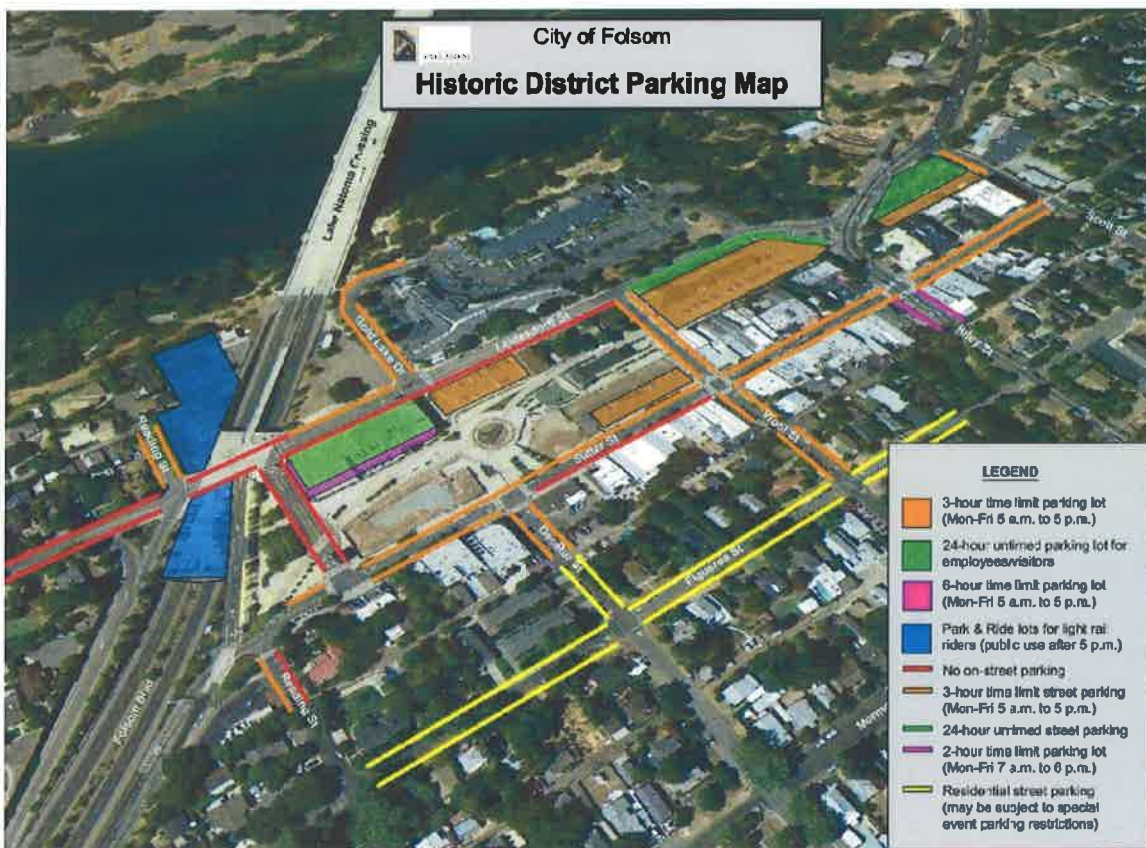 City of Folsom
Historic District Parking Map
Lake Natoma Crossing
Scott St
Riley St
Leidesdorff St
Gold Lake Dr
Wool St
Sutter St
Reading St
Decatur St
Figueroa St
Folsom Blvd
Reading St
LEGEND
3-hour time limit parking lot
(Mon-Fri 5 a.m. to 5 p.m.)
24-hour untimed parking lot for
employees/visitors
6-hour time limit parking lot
(Mon-Fri 5 a.m. to 5 p.m.)
Park & Ride lots for light rail
riders (public use after 5 p.m.)
No on-street parking
3-hour time limit street parking
(Mon-Fri 5 a.m. to 5 p.m.)
24-hour untimed street parking
2-hour time limit parking lot
(Mon-Fri 7 a.m. to 6 p.m.)
Residential street parking
(may be subject to special
event parking restrictions)